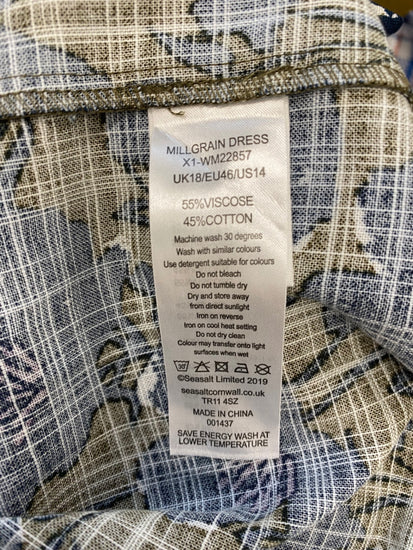 MILLGRAIN DRESS
X1-WM22857
UK18/EU46/US14
55%VISCOSE
45%COTTON
Machine wash 30 degrees
Wash with similar colours
Use detergent suitable for colours
Do not bleach
Do not tumble dry
Dry and store away
from direct sunlight
Iron on reverse
Iron on cool heat setting
Do not dry clean
Colour may transfer onto light
surfaces when wet
©Seasalt Limited 2019
seasaltcornwall.co.uk
TR11 4SZ
MADE IN CHINA
001437
SAVE ENERGY WASH AT
LOWER TEMPERATURE